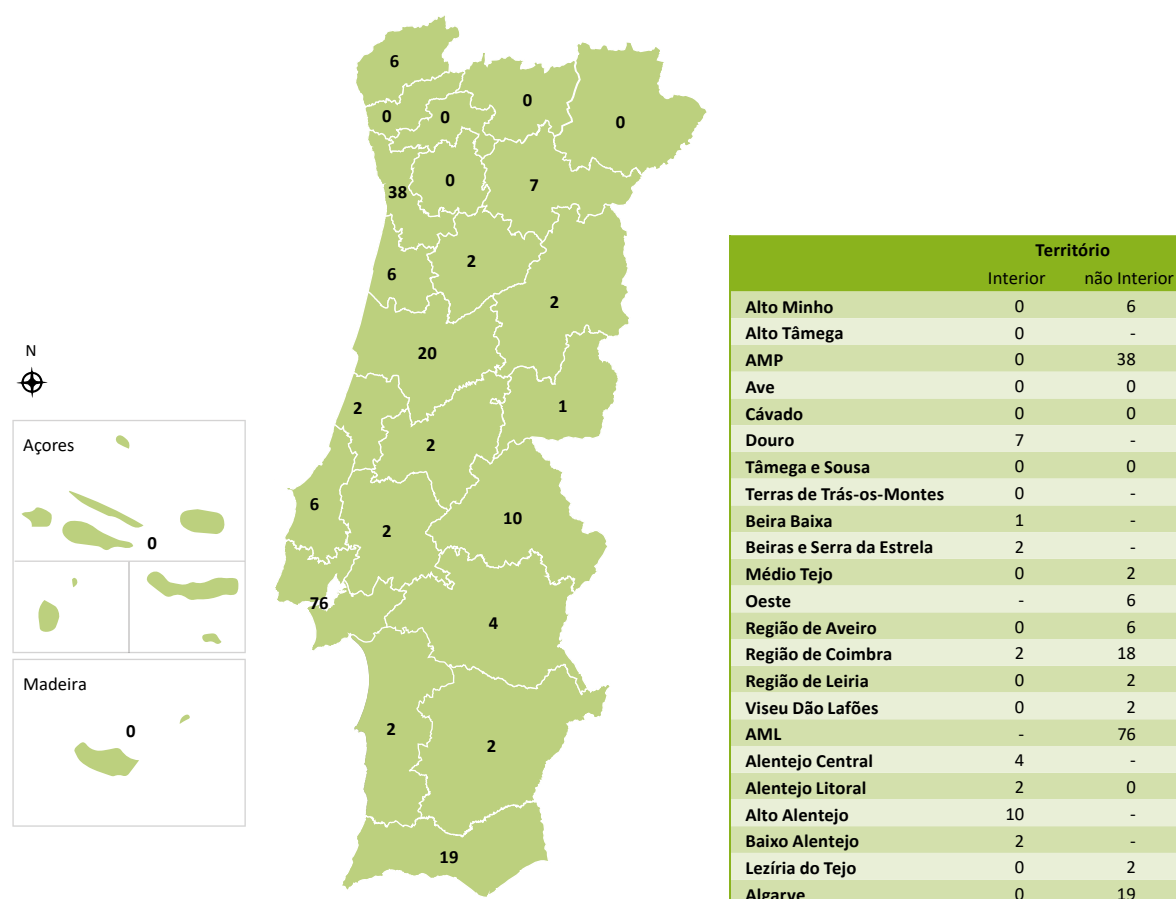 6
0
0
0
0
38
0
7
6
2
2
20
2
1
2
6
2
10
76
4
2
2
19
N
Açores
0
Madeira
0
Território
Interior não Interior
Alto Minho 0 6
Alto Tâmega 0 -
AMP 0 38
Ave 0 0
Cávado 0 0
Douro 7 -
Tâmega e Sousa 0 0
Terras de Trás-os-Montes 0 -
Beira Baixa 1 -
Beiras e Serra da Estrela 2 -
Médio Tejo 0 2
Oeste - 6
Região de Aveiro 0 6
Região de Coimbra 2 18
Região de Leiria 0 2
Viseu Dão Lafões 0 2
AML - 76
Alentejo Central 4 -
Alentejo Litoral 2 0
Alto Alentejo 10 -
Baixo Alentejo 2 -
Lezíria do Tejo 0 2
Algarve 0 19